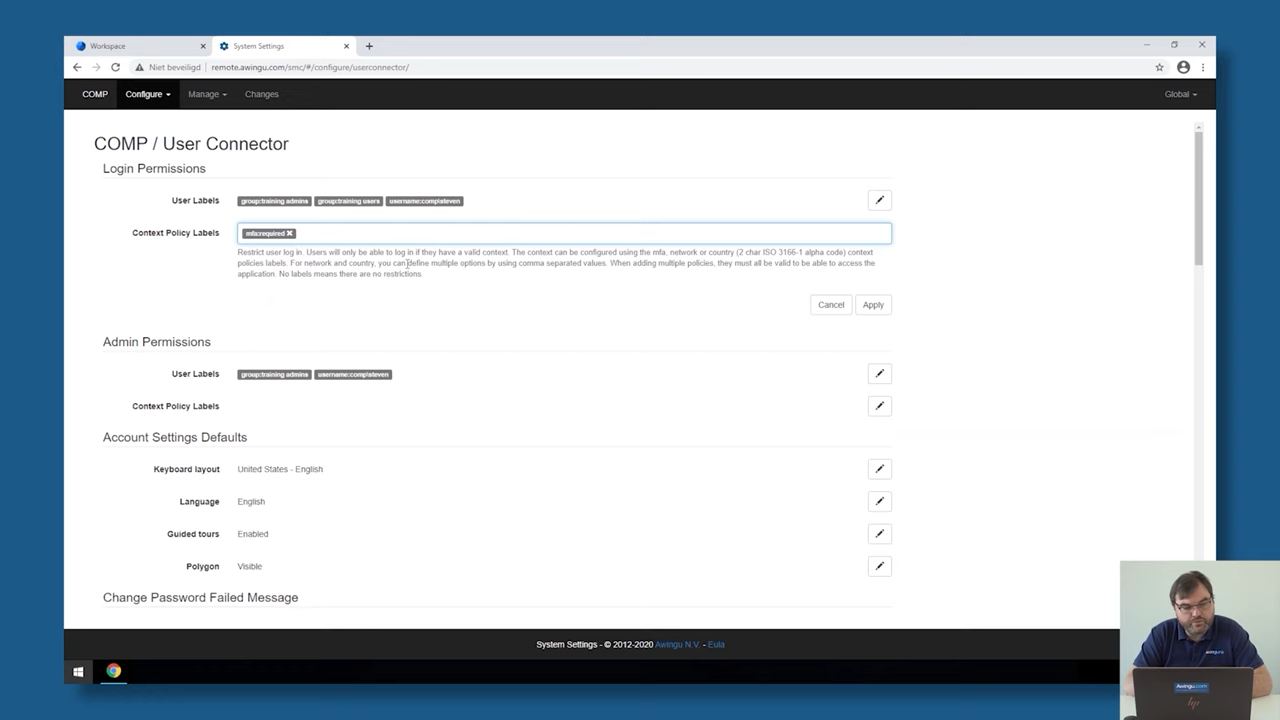 Workspace
System Settings
Niet beveiligd
remote.awingu.com/smc/#/configure/userconnector/
COMP Configure Manage Changes Global
COMP / User Connector
Login Permissions
User Labels group:training admins group:training users username:comp\steven
Context Policy Labels mfa:required
Restrict user log in. Users will only be able to log in if they have a valid context. The context can be configured using the mfa, network or country (2 char ISO 3166-1 alpha code) context
policies labels. For network and country, you can define multiple options by using comma separated values. When adding multiple policies, they must all be valid to be able to access the
application. No labels means there are no restrictions.
Cancel Apply
Admin Permissions
User Labels group:training admins username:comp\steven
Context Policy Labels
Account Settings Defaults
Keyboard layout United States - English
Language English
Guided tours Enabled
Polygon Visible
Change Password Failed Message
System Settings - © 2012-2020 Awingu N.V. - Eula
Awingu.com
hp